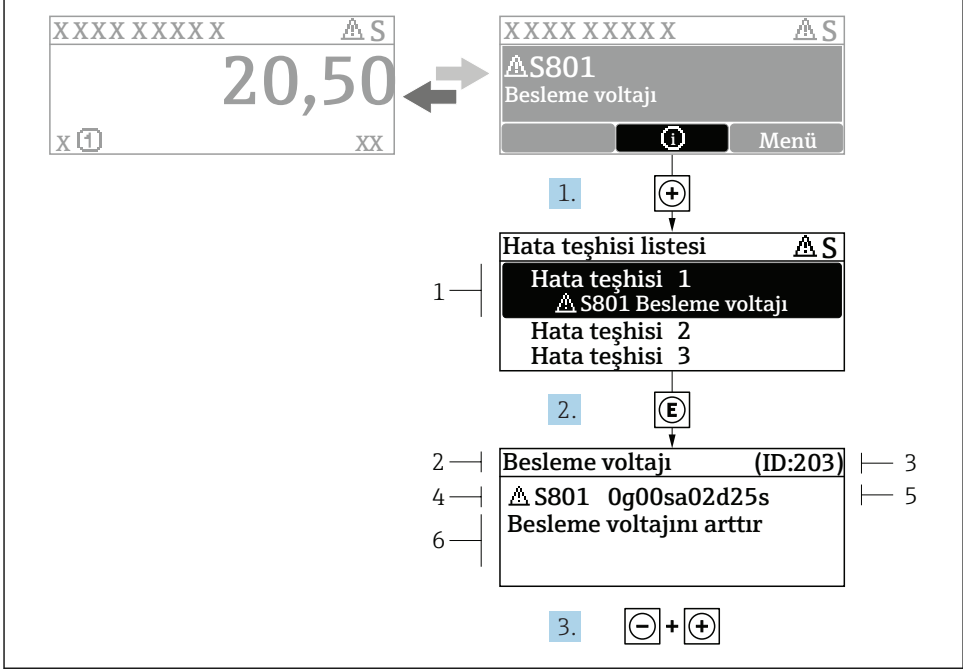 XXXX XXXXX ⚠S
20,50
x 1 xx
XXXX XXXXX ⚠S
⚠S801
Besleme voltajı
i Menü
1. +
Hata teşhisi listesi ⚠S
1
Hata teşhisi 1
⚠S801 Besleme voltajı
Hata teşhisi 2
Hata teşhisi 3
2. E
2 Besleme voltajı (ID:203) 3
4 ⚠S801 0g00sa02d25s 5
6 Besleme voltajını arttır
3. − + +